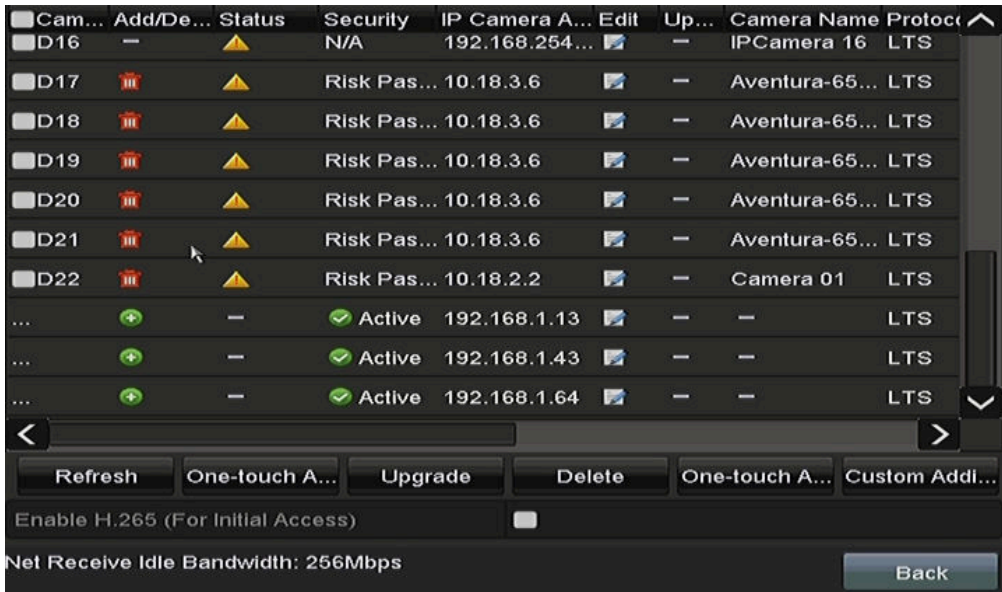 Cam... Add/De... Status Security IP Camera A... Edit Up... Camera Name Protoc
D16 – N/A 192.168.254... – IPCamera 16 LTS
D17 Risk Pas... 10.18.3.6 – Aventura-65... LTS
D18 Risk Pas... 10.18.3.6 – Aventura-65... LTS
D19 Risk Pas... 10.18.3.6 – Aventura-65... LTS
D20 Risk Pas... 10.18.3.6 – Aventura-65... LTS
D21 Risk Pas... 10.18.3.6 – Aventura-65... LTS
D22 Risk Pas... 10.18.2.2 – Camera 01 LTS
... – Active 192.168.1.13 – – LTS
... – Active 192.168.1.43 – – LTS
... – Active 192.168.1.64 – – LTS
Refresh One-touch A... Upgrade Delete One-touch A... Custom Addi...
Enable H.265 (For Initial Access)
Net Receive Idle Bandwidth: 256Mbps
Back